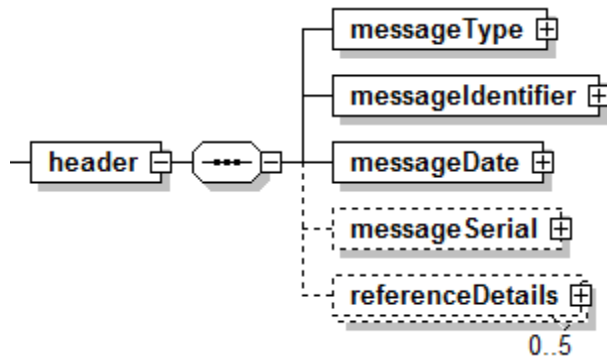 messageType
messageIdentifier
header
messageDate
messageSerial
referenceDetails
0..5